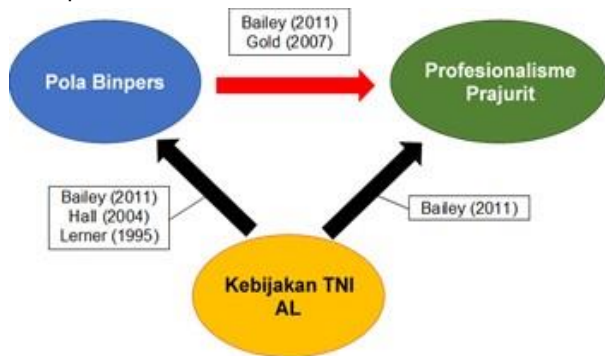 Bailey (2011)
Gold (2007)
Pola Binpers
Profesionalisme
Prajurit
Bailey (2011)
Hall (2004)
Lerner (1995)
Bailey (2011)
Kebijakan TNI
AL